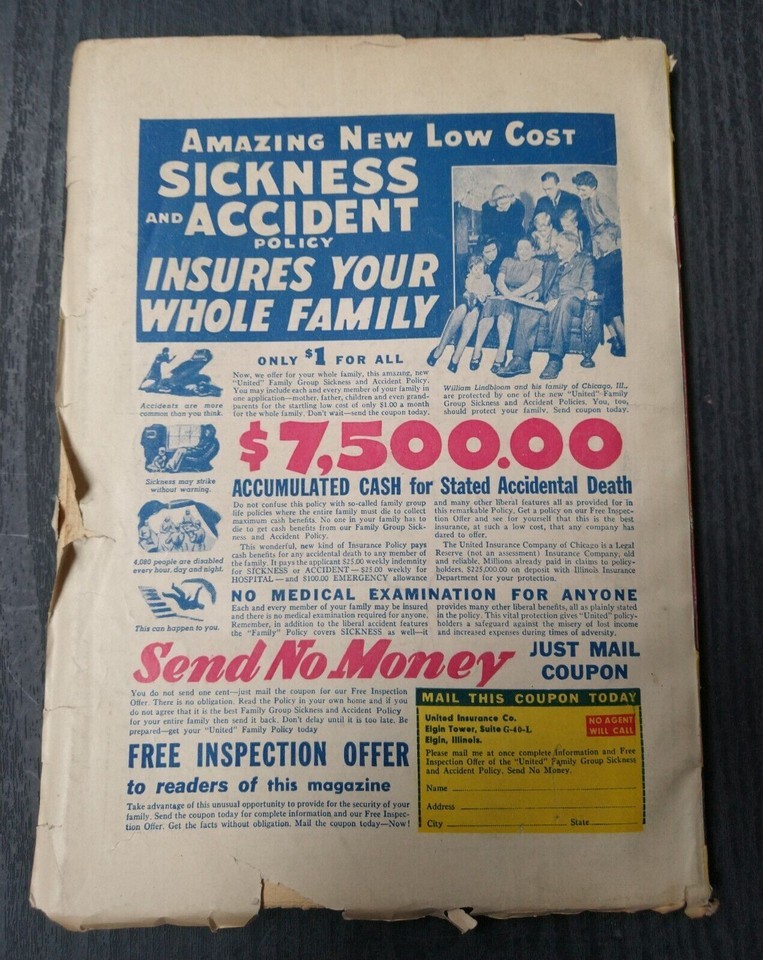 AMAZING NEW LOW COST
SICKNESS
AND ACCIDENT
POLICY
INSURES YOUR
WHOLE FAMILY
ONLY $1 FOR ALL
Now, we offer for your whole family, this amazing, new
"United" Family Group Sickness and Accident Policy.
You may include each and every member of your family in
one application—mother, father, children and even grand-
parents for the startling low cost of only $1.00 a month
for the whole family. Don't wait—send the coupon today.
William Lindbloom and his family of Chicago, Ill.,
are protected by one of the new "United" Family
Group Sickness and Accident Policies. You, too,
should protect your family. Send coupon today.
Accidents are more
common than you think.
Sickness may strike
without warning.
4,080 people are disabled
every hour, day and night.
This can happen to you.
$7,500.00
ACCUMULATED CASH for Stated Accidental Death
Do not confuse this policy with so-called family group
life policies where the entire family must die to collect
maximum cash benefits. No one in your family has to
die to get cash benefits from our Family Group Sick-
ness and Accident Policy.
This wonderful, new kind of Insurance Policy pays
cash benefits for any accidental death to any member of
the family. It pays the applicant $25.00 weekly indemnity
for SICKNESS or ACCIDENT—$25.00 weekly for
HOSPITAL—and $100.00 EMERGENCY allowance
and many other liberal features all as provided for in
this remarkable Policy. Get a policy on our Free Inspec-
tion Offer and see for yourself that this is the best
insurance, at such a low cost, that any company has
dared to offer.
The United Insurance Company of Chicago is a Legal
Reserve (not an assessment) Insurance Company, old
and reliable. Millions already paid in claims to policy-
holders. $225,000.00 on deposit with Illinois Insurance
Department for your protection.
NO MEDICAL EXAMINATION FOR ANYONE
Each and every member of your family may be insured
and there is no medical examination required for anyone.
Remember, in addition to the liberal accident features
the "Family" Policy covers SICKNESS as well—it
provides many other liberal benefits, all as plainly stated
in the policy. This vital protection gives "United" policy-
holders a safeguard against the misery of lost income
and increased expenses during times of adversity.
Send No Money
JUST MAIL
COUPON
You do not send one cent—just mail the coupon for our Free Inspection
Offer. There is no obligation. Read the Policy in your own home and if you
do not agree that it is the best Family Group Sickness and Accident Policy
for your entire family then send it back. Don't delay until it is too late. Be
prepared—get your "United" Family Policy today
FREE INSPECTION OFFER
to readers of this magazine
Take advantage of this unusual opportunity to provide for the security of your
family. Send the coupon today for complete information and our Free Inspec-
tion Offer. Get the facts without obligation. Mail the coupon today—Now!
MAIL THIS COUPON TODAY
United Insurance Co.
Elgin Tower, Suite G-40-L
Elgin, Illinois.
NO AGENT
WILL CALL
Please mail me at once complete information and Free
Inspection Offer of the "United" Family Group Sickness
and Accident Policy. Send No Money.
Name
Address
City State